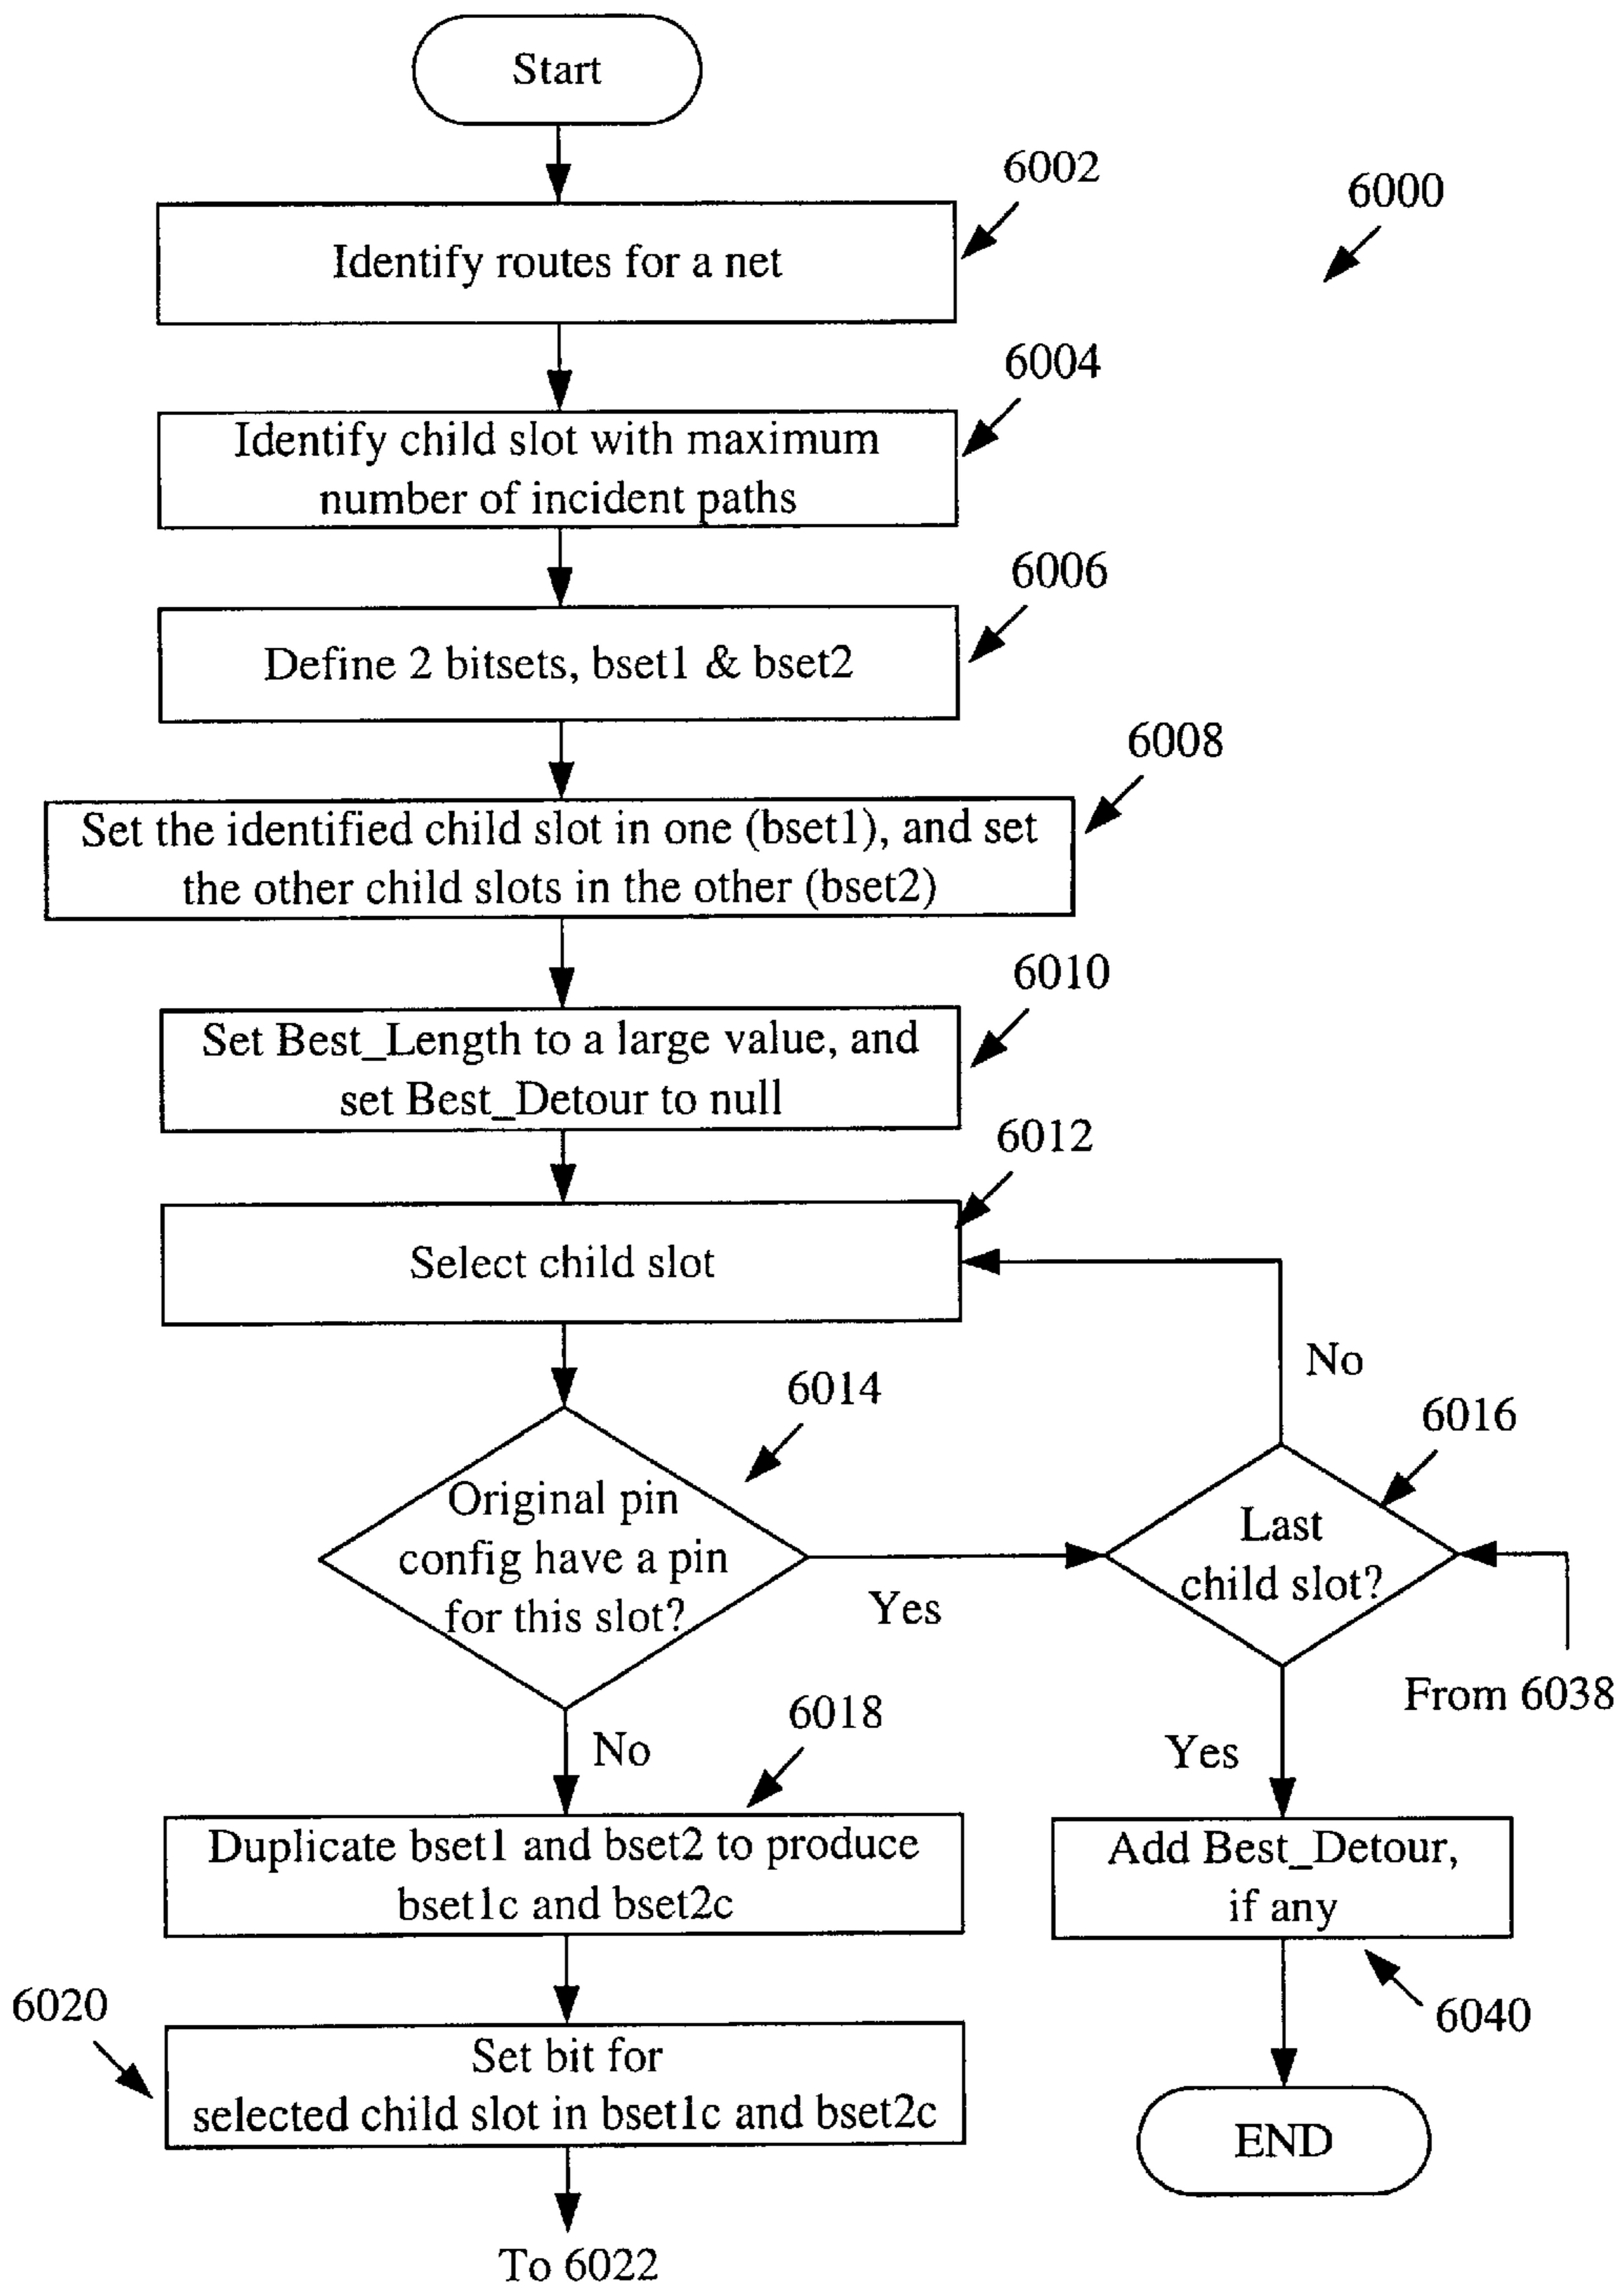 Start
6002
6000
Identify routes for a net
6004
Identify child slot with maximum
number of incident paths
6006
Define 2 bitsets, bset1 & bset2
6008
Set the identified child slot in one (bset1), and set
the other child slots in the other (bset2)
6010
Set Best_Length to a large value, and
set Best_Detour to null
6012
Select child slot
No
6014
6016
Original pin
config have a pin
for this slot?
Yes
Last
child slot?
From 6038
6018
No
Yes
Duplicate bset1 and bset2 to produce
bset1c and bset2c
Add Best_Detour,
if any
6040
6020
Set bit for
selected child slot in bset1c and bset2c
END
To 6022